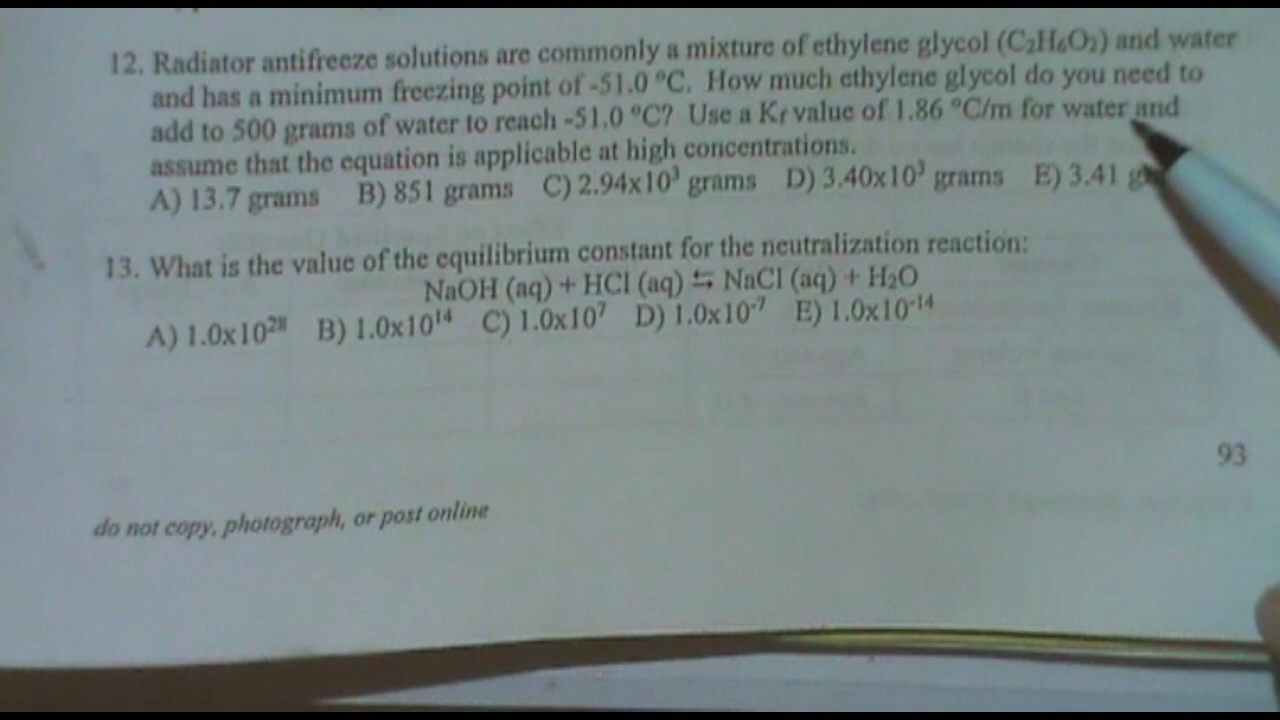 12. Radiator antifreeze solutions are commonly a mixture of ethylene glycol (C₂H₆O₂) and water
and has a minimum freezing point of -51.0 °C. How much ethylene glycol do you need to
add to 500 grams of water to reach -51.0 °C? Use a Kf value of 1.86 °C/m for water and
assume that the equation is applicable at high concentrations.
A) 13.7 grams B) 851 grams C) 2.94x10³ grams D) 3.40x10³ grams E) 3.41 g
13. What is the value of the equilibrium constant for the neutralization reaction:
NaOH (aq) + HCl (aq) ⇆ NaCl (aq) + H₂O
A) 1.0x10²⁸ B) 1.0x10¹⁴ C) 1.0x10⁷ D) 1.0x10⁻⁷ E) 1.0x10⁻¹⁴
93
do not copy, photograph, or post online